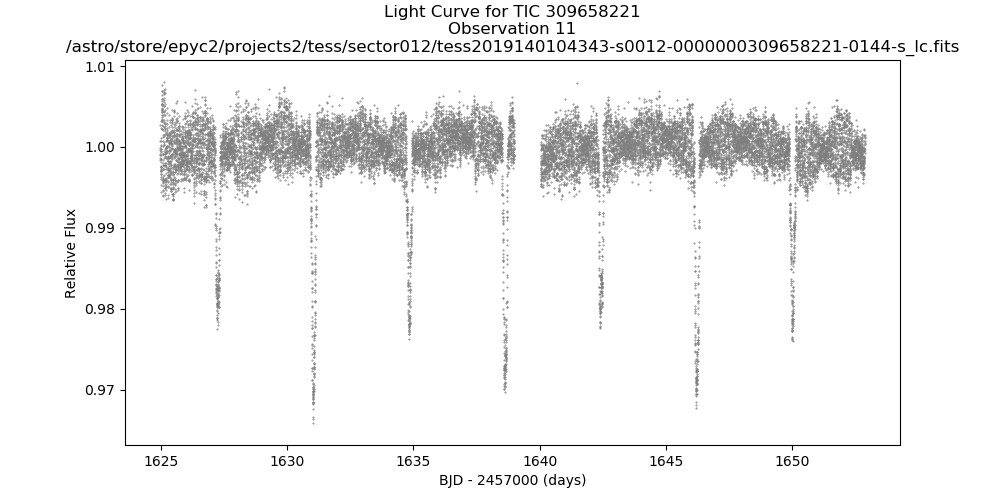 Light Curve for TIC 309658221
Observation 11
/astro/store/epyc2/projects2/tess/sector012/tess2019140104343-s0012-0000000309658221-0144-s_lc.fits
1.01
1.00
0.99
0.98
0.97
Relative Flux
1625 1630 1635 1640 1645 1650
BJD - 2457000 (days)